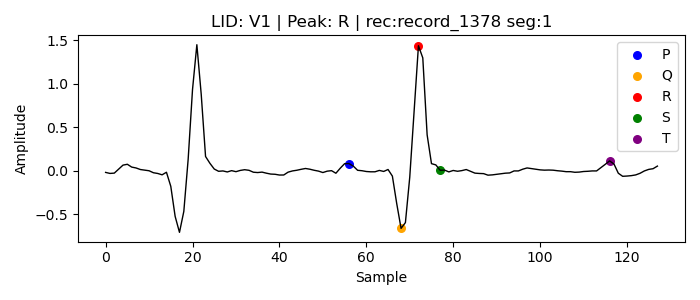 LID: V1 | Peak: R | rec:record_1378 seg:1
1.5
1.0
0.5
0.0
−0.5
Amplitude
0 20 40 60 80 100 120
Sample
P
Q
R
S
T